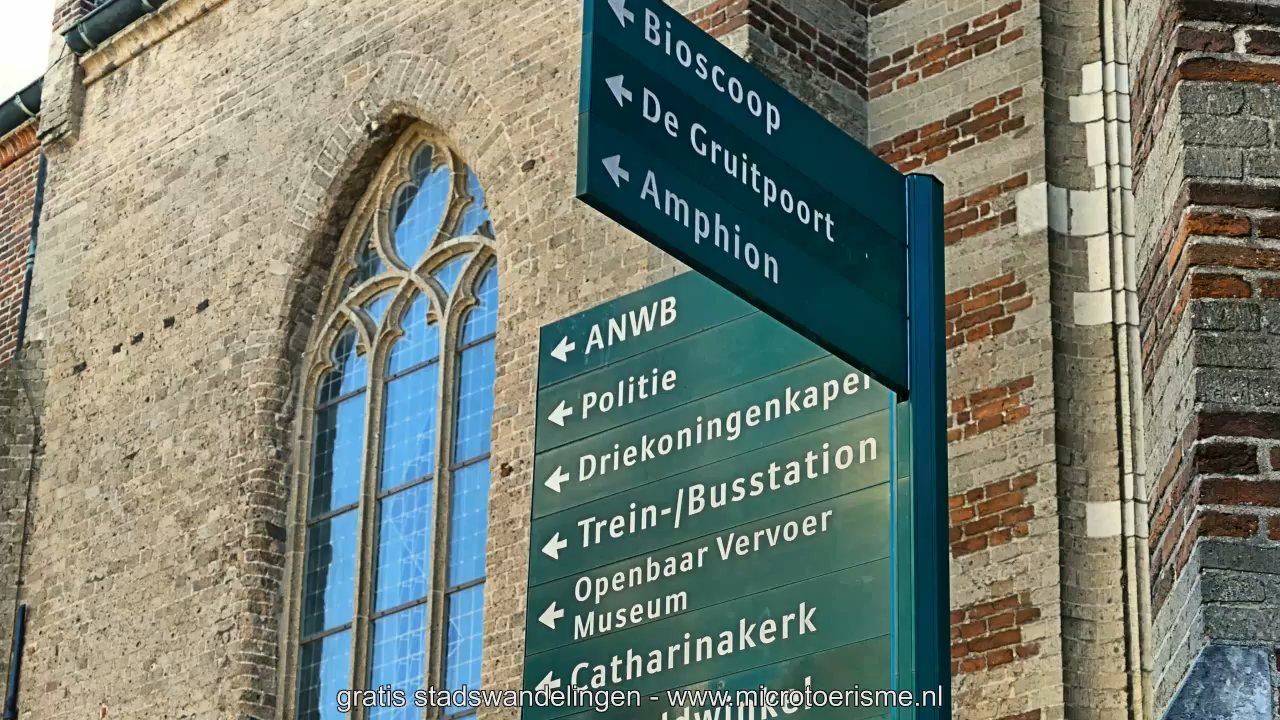 Bioscoop
De Gruitpoort
Amphion
ANWB
Politie
Driekoningenkapel
Trein-/Busstation
Openbaar Vervoer
Museum
Catharinakerk
gratis stadswandelingen - www.microtoerisme.nl